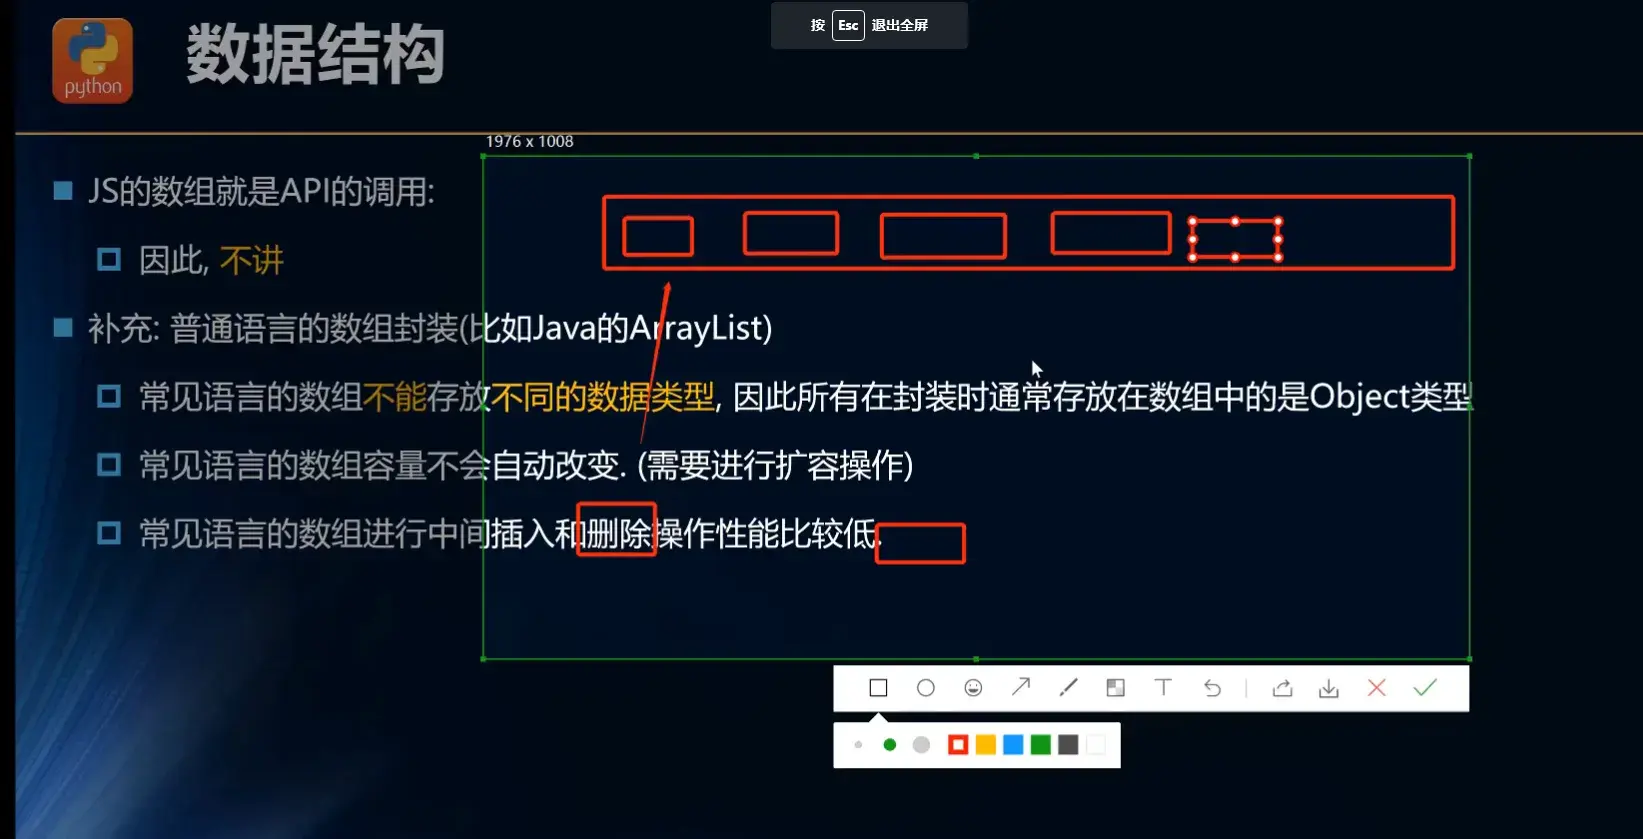 按 Esc 退出全屏
python
数据结构
1976 x 1008
JS的数组就是API的调用:
因此, 不讲
补充: 普通语言的数组封装(比如Java的ArrayList)
常见语言的数组不能存放不同的数据类型, 因此所有在封装时通常存放在数组中的是Object类型
常见语言的数组容量不会自动改变. (需要进行扩容操作)
常见语言的数组进行中间插入和删除操作性能比较低.
T